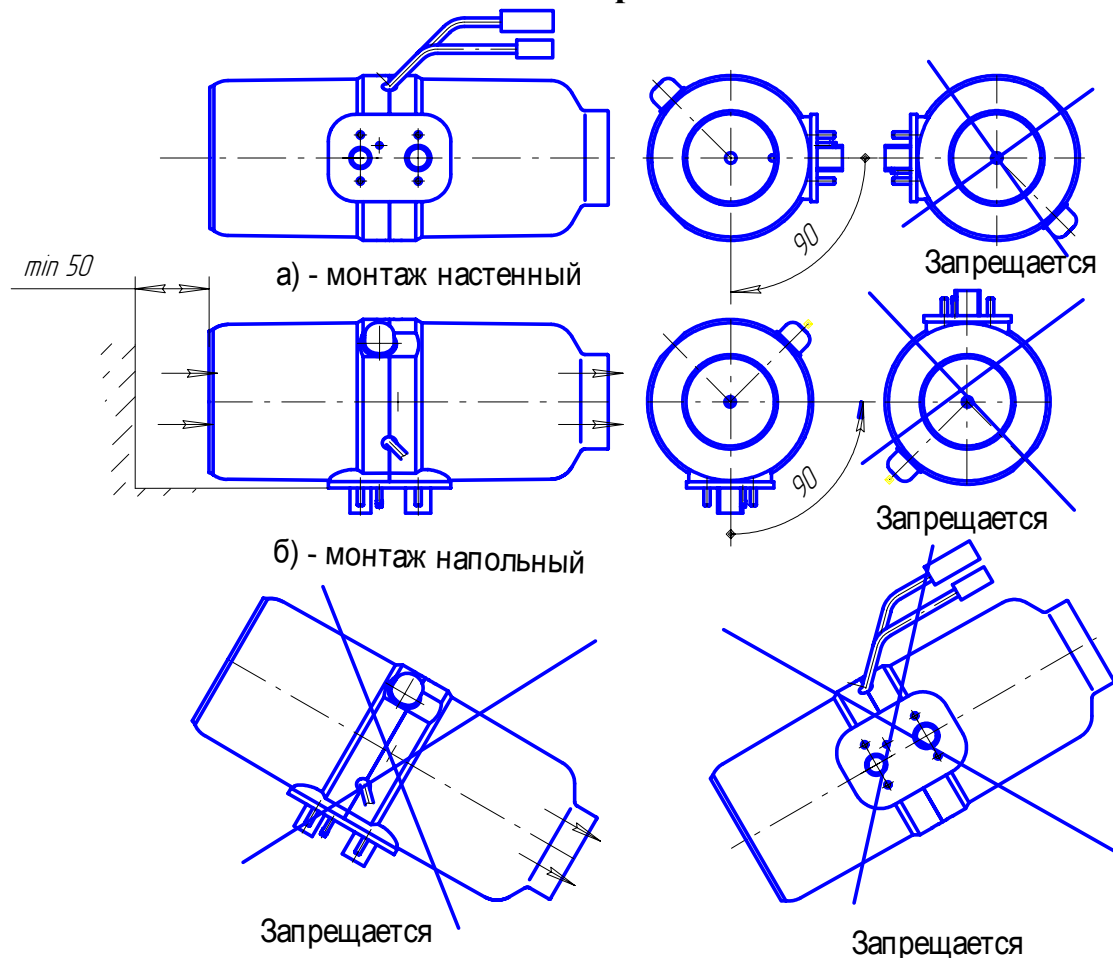 90
Запрещается
min 50
а) - монтаж настенный
90
Запрещается
б) - монтаж напольный
Запрещается
Запрещается